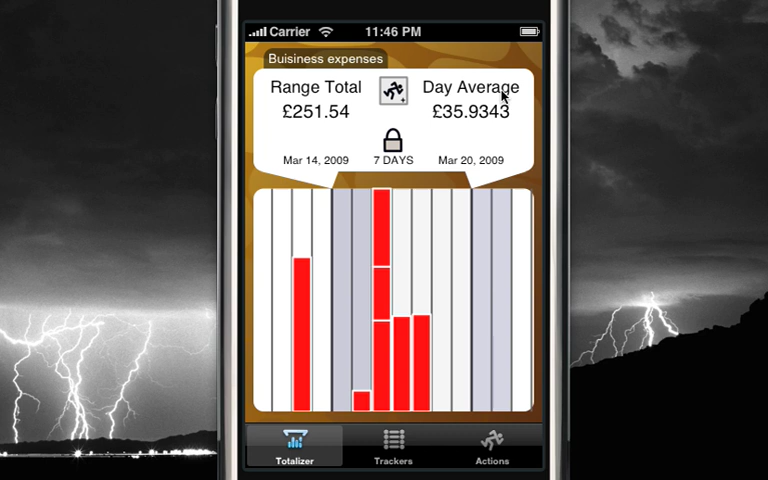 Carrier 11:46 PM
Buisiness expenses
Range Total Day Average
£251.54 £35.9343
Mar 14, 2009 7 DAYS Mar 20, 2009
Totalizer Trackers Actions